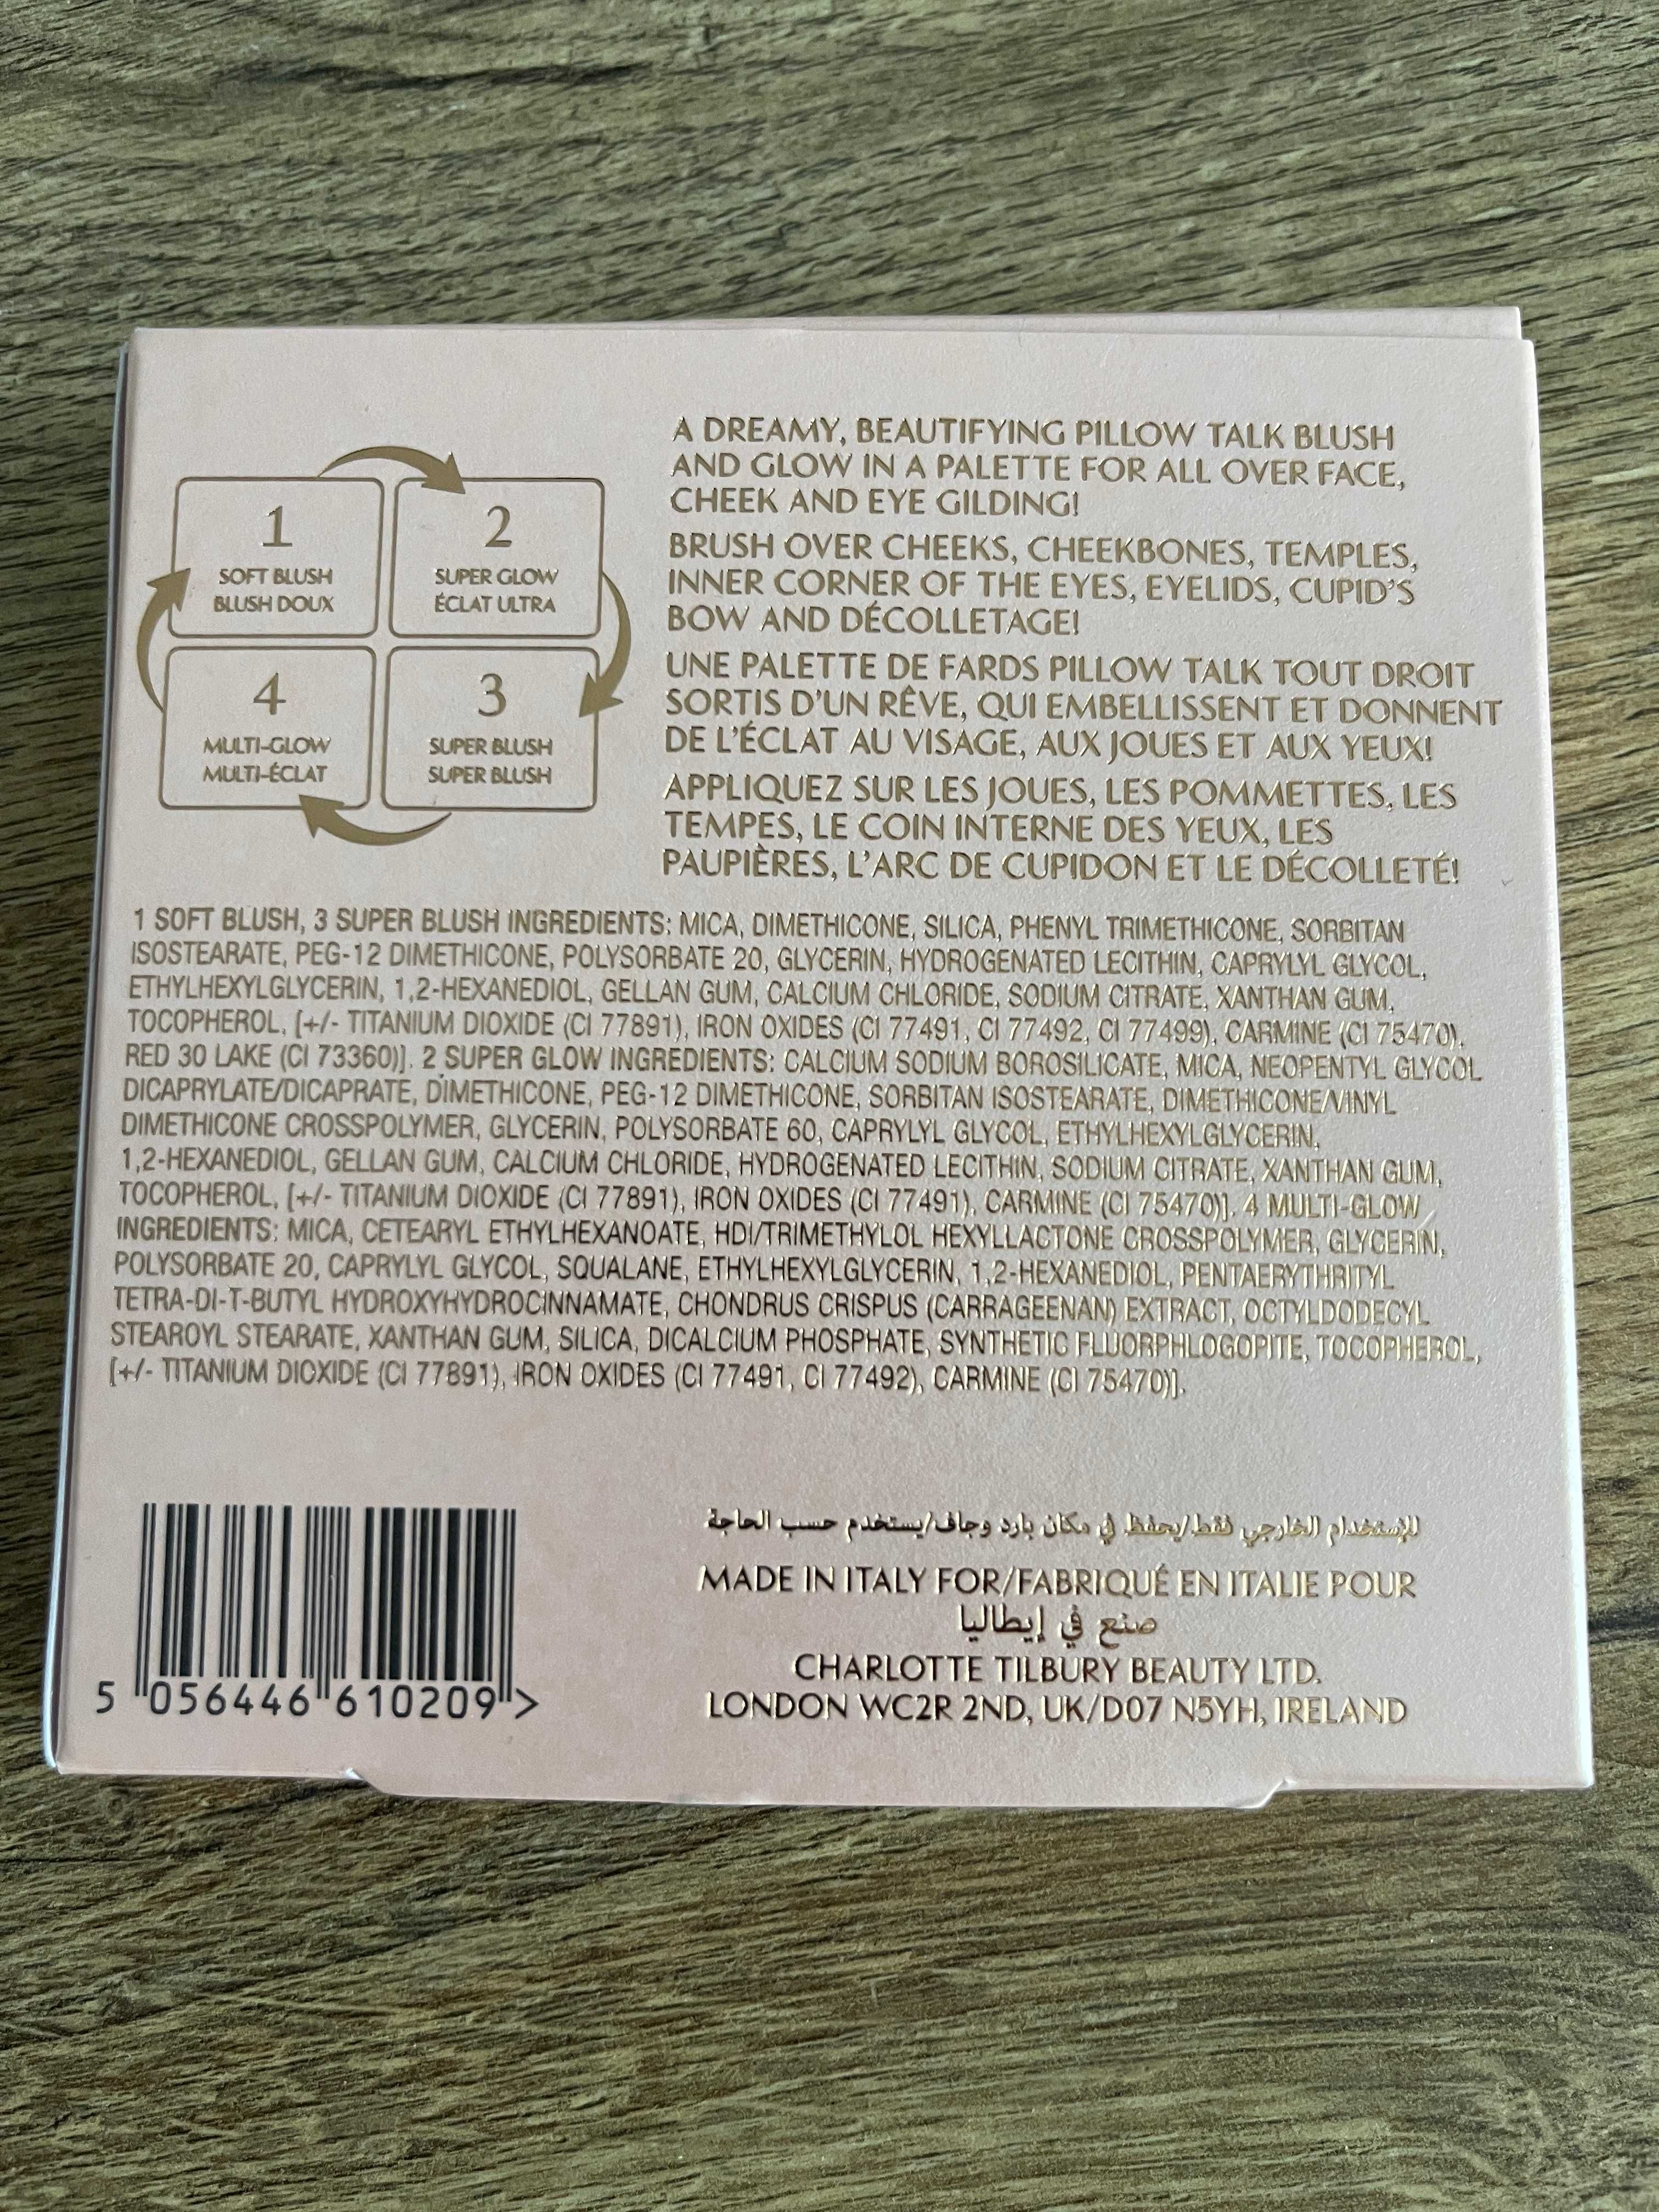 1
SOFT BLUSH
BLUSH DOUX
2
SUPER GLOW
ÉCLAT ULTRA
4
MULTI-GLOW
MULTI-ÉCLAT
3
SUPER BLUSH
SUPER BLUSH
A DREAMY, BEAUTIFYING PILLOW TALK BLUSH
AND GLOW IN A PALETTE FOR ALL OVER FACE,
CHEEK AND EYE GILDING!
BRUSH OVER CHEEKS, CHEEKBONES, TEMPLES,
INNER CORNER OF THE EYES, EYELIDS, CUPID'S
BOW AND DÉCOLLETAGE!
UNE PALETTE DE FARDS PILLOW TALK TOUT DROIT
SORTIS D'UN RÊVE, QUI EMBELLISSENT ET DONNENT
DE L'ÉCLAT AU VISAGE, AUX JOUES ET AUX YEUX!
APPLIQUEZ SUR LES JOUES, LES POMMETTES, LES
TEMPES, LE COIN INTERNE DES YEUX, LES
PAUPIÈRES, L'ARC DE CUPIDON ET LE DÉCOLLETÉ!
1 SOFT BLUSH, 3 SUPER BLUSH INGREDIENTS: MICA, DIMETHICONE, SILICA, PHENYL TRIMETHICONE, SORBITAN
ISOSTEARATE, PEG-12 DIMETHICONE, POLYSORBATE 20, GLYCERIN, HYDROGENATED LECITHIN, CAPRYLYL GLYCOL,
ETHYLHEXYLGLYCERIN, 1,2-HEXANEDIOL, GELLAN GUM, CALCIUM CHLORIDE, SODIUM CITRATE, XANTHAN GUM,
TOCOPHEROL, [+/- TITANIUM DIOXIDE (CI 77891), IRON OXIDES (CI 77491, CI 77492, CI 77499), CARMINE (CI 75470),
RED 30 LAKE (CI 73360)]. 2 SUPER GLOW INGREDIENTS: CALCIUM SODIUM BOROSILICATE, MICA, NEOPENTYL GLYCOL
DICAPRYLATE/DICAPRATE, DIMETHICONE, PEG-12 DIMETHICONE, SORBITAN ISOSTEARATE, DIMETHICONE/VINYL
DIMETHICONE CROSSPOLYMER, GLYCERIN, POLYSORBATE 60, CAPRYLYL GLYCOL, ETHYLHEXYLGLYCERIN,
1,2-HEXANEDIOL, GELLAN GUM, CALCIUM CHLORIDE, HYDROGENATED LECITHIN, SODIUM CITRATE, XANTHAN GUM,
TOCOPHEROL, [+/- TITANIUM DIOXIDE (CI 77891), IRON OXIDES (CI 77491), CARMINE (CI 75470)]. 4 MULTI-GLOW
INGREDIENTS: MICA, CETEARYL ETHYLHEXANOATE, HDI/TRIMETHYLOL HEXYLLACTONE CROSSPOLYMER, GLYCERIN,
POLYSORBATE 20, CAPRYLYL GLYCOL, SQUALANE, ETHYLHEXYLGLYCERIN, 1,2-HEXANEDIOL, PENTAERYTHRITYL
TETRA-DI-T-BUTYL HYDROXYHYDROCINNAMATE, CHONDRUS CRISPUS (CARRAGEENAN) EXTRACT, OCTYLDODECYL
STEAROYL STEARATE, XANTHAN GUM, SILICA, DICALCIUM PHOSPHATE, SYNTHETIC FLUORPHLOGOPITE, TOCOPHEROL,
[+/- TITANIUM DIOXIDE (CI 77891), IRON OXIDES (CI 77491, CI 77492), CARMINE (CI 75470)].
للإستخدام الخارجي فقط/يحفظ في مكان بارد وجاف/يستخدم حسب الحاجة
MADE IN ITALY FOR/FABRIQUÉ EN ITALIE POUR
صنع في إيطاليا
CHARLOTTE TILBURY BEAUTY LTD.
LONDON WC2R 2ND, UK/D07 N5YH, IRELAND
5 056446 610209 >